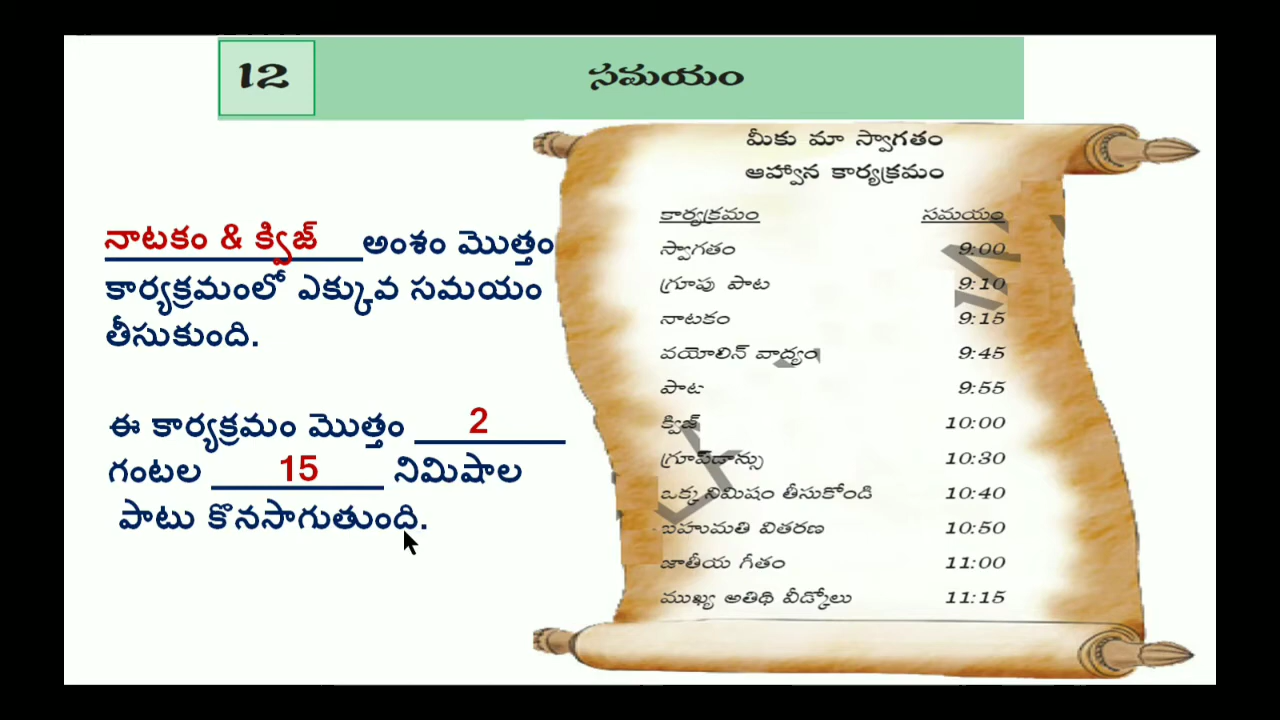 12 సమయం
నాటకం & క్విజ్ అంశం మొత్తం
కార్యక్రమంలో ఎక్కువ సమయం
తీసుకుంది.
ఈ కార్యక్రమం మొత్తం 2
గంటల 15 నిమిషాల
పాటు కొనసాగుతుంది.
మీకు మా స్వాగతం
ఆహ్వాన కార్యక్రమం
కార్యక్రమం సమయం
స్వాగతం 9:00
గ్రూపు పాట 9:10
నాటకం 9:15
వయోలిన్ వాద్యం 9:45
పాట 9:55
క్విజ్ 10:00
గ్రూప్‌డాన్సు 10:30
ఒక్క నిమిషం తీసుకోండి 10:40
బహుమతి వితరణ 10:50
జాతీయ గీతం 11:00
ముఖ్య అతిథి వీడ్కోలు 11:15